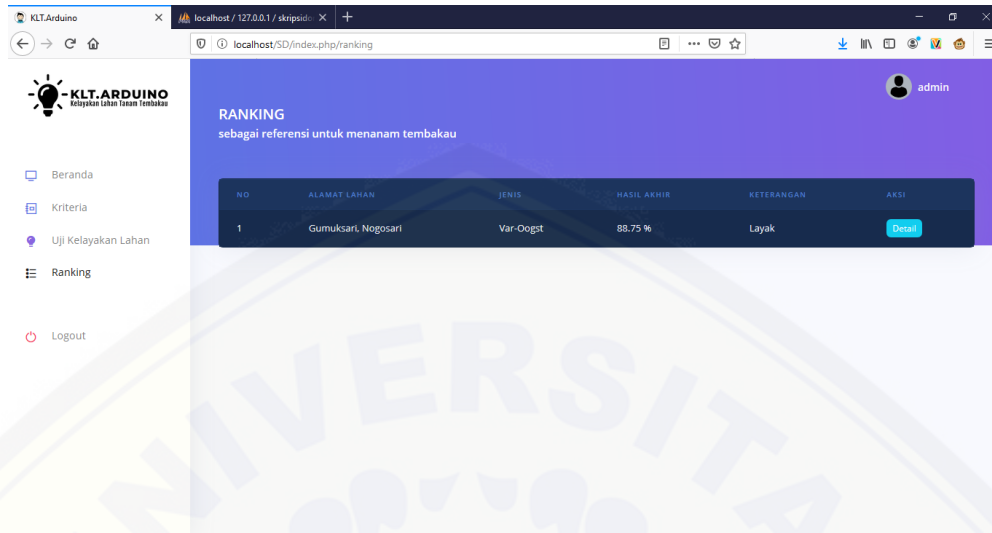 KLT.Arduino
localhost / 127.0.0.1 / skripsido
localhost/SD/index.php/ranking
KLT.ARDUINO
Kelayakan Lahan Tanam Tembakau
admin
RANKING
sebagai referensi untuk menanam tembakau
Beranda
Kriteria
Uji Kelayakan Lahan
Ranking
Logout
NO ALAMAT LAHAN JENIS HASIL AKHIR KETERANGAN AKSI
1 Gumuksari, Nogosari Var-Oogst 88.75 % Layak Detail
NIVERSITA